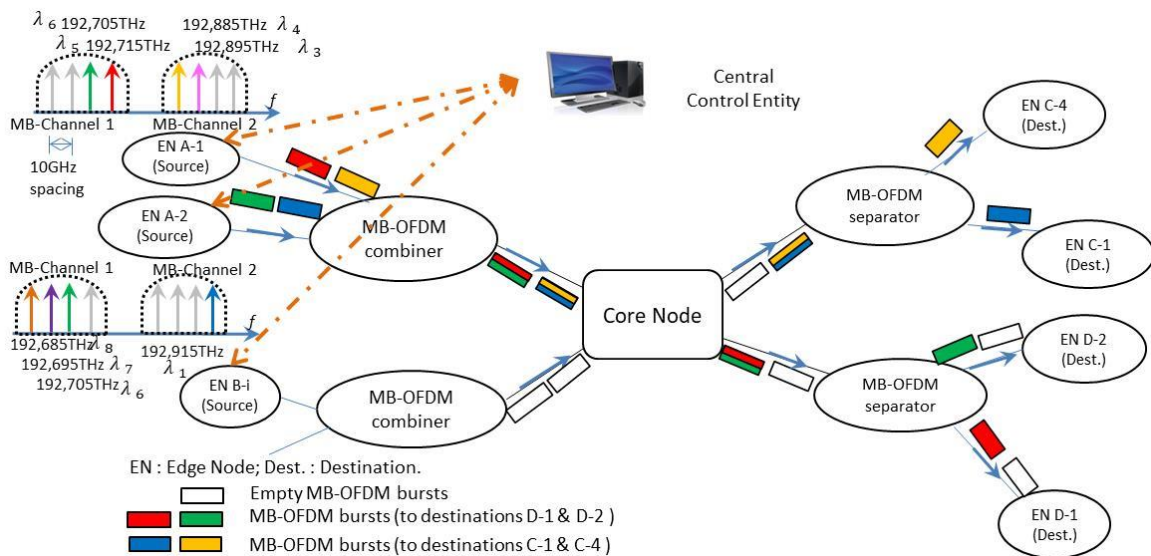 λ6 192,705THz
λ5 192,715THz
192,885THz λ4
192,895THz λ3
f
MB-Channel 1
MB-Channel 2
10GHz
spacing
EN A-1
(Source)
EN A-2
(Source)
MB-OFDM
combiner
MB-Channel 1
MB-Channel 2
f
192,685THz λ8
192,695THz λ7
192,705THz λ6
192,915THz
λ1
EN B-i
(Source)
MB-OFDM
combiner
Central
Control Entity
Core Node
MB-OFDM
separator
EN C-4
(Dest.)
EN C-1
(Dest.)
MB-OFDM
separator
EN D-2
(Dest.)
EN D-1
(Dest.)
EN : Edge Node; Dest. : Destination.
Empty MB-OFDM bursts
MB-OFDM bursts (to destinations D-1 & D-2 )
MB-OFDM bursts (to destinations C-1 & C-4 )